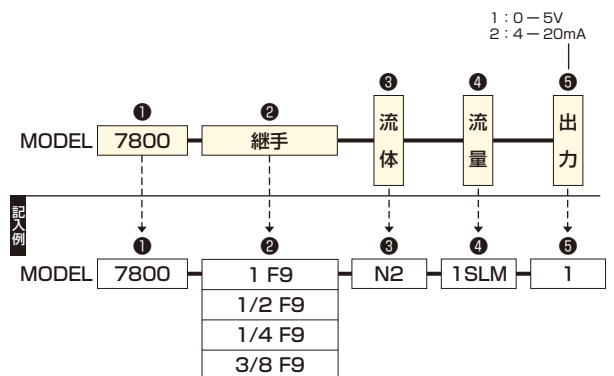 1：0－5V
2：4－20mA
❶ ❷ ❸ ❹ ❺
MODEL 7800 継手 流体 流量 出力
記入例
❶ ❷ ❸ ❹ ❺
MODEL 7800 1 F9 N2 1SLM 1
1/2 F9
1/4 F9
3/8 F9